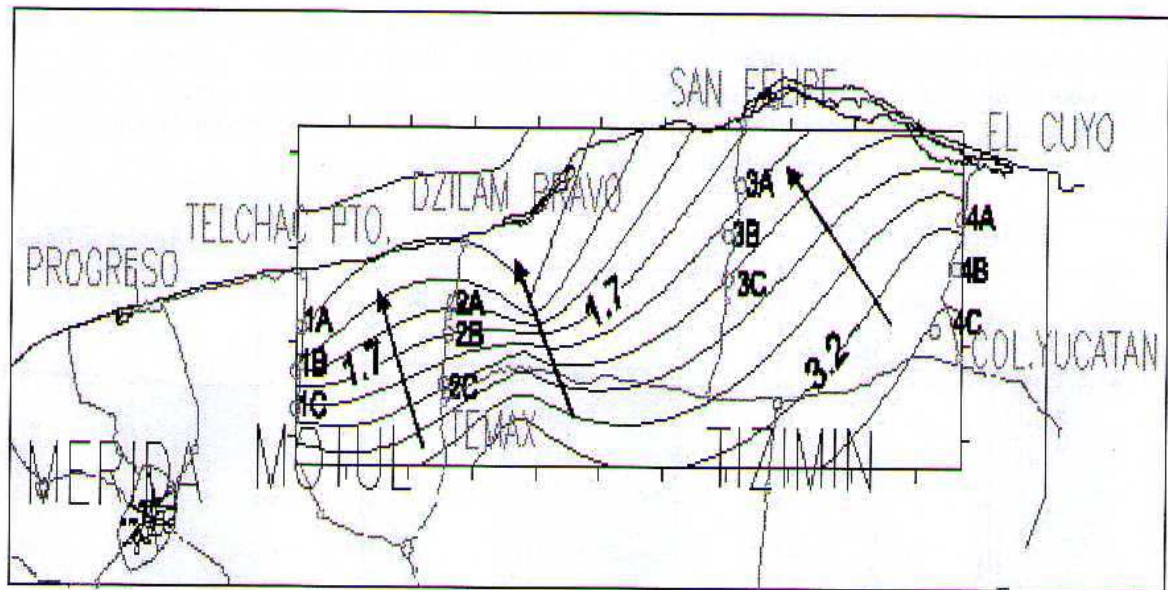 SAN FELIPE
EL CUYO
DZILAM BRAVO
TELCHAC PTO.
PROGRESO
3A
3B
3C
4A
4B
4C
1A
1B
1C
2A
2B
2C
1.7
1.7
3.2
COL.YUCATAN
TEMAX
MERIDA
MOTUL
TIZIMIN